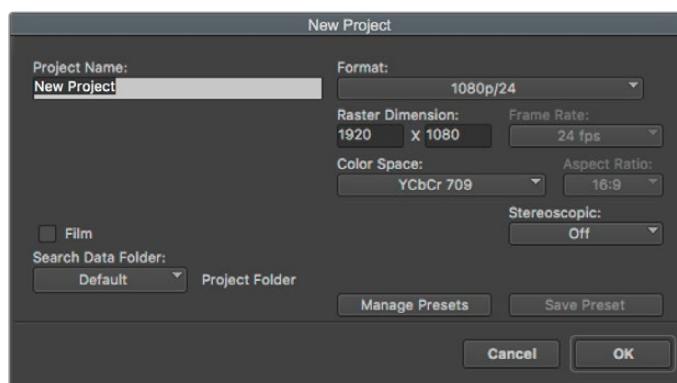 New Project
Project Name:
New Project
Format:
1080p/24
Raster Dimension:
Frame Rate:
1920 x 1080
24 fps
Color Space:
Aspect Ratio:
YCbCr 709
16:9
Stereoscopic:
Off
Film
Search Data Folder:
Default
Project Folder
Manage Presets
Save Preset
Cancel
OK